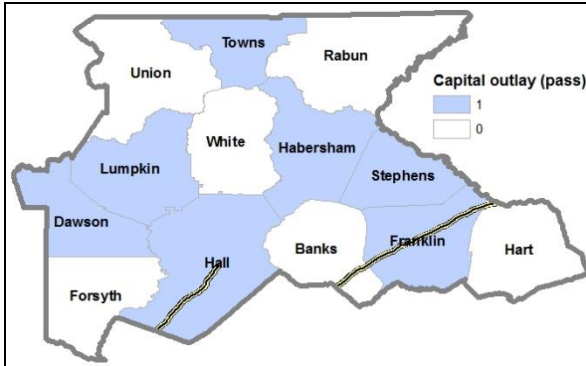 Towns
Rabun
Union
Capital outlay (pass)
1
0
White
Habersham
Lumpkin
Stephens
Dawson
Franklin
Banks
Hart
Hall
Forsyth